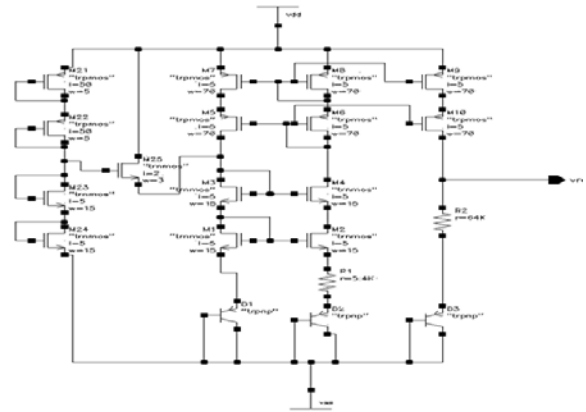 vdd
M21
"trpmos"
l=50
w=5
M7
"trpmos"
l=5
w=70
M8
"trpmos"
l=5
w=70
M9
"trpmos"
l=5
w=70
M22
"trpmos"
l=50
w=5
M5
"trpmos"
l=5
w=70
M6
"trpmos"
l=5
w=70
M10
"trpmos"
l=5
w=70
M25
"trnmos"
l=2
w=3
M23
"trnmos"
l=5
w=15
M3
"trnmos"
l=5
w=15
M4
"trnmos"
l=5
w=15
R2
r=64K
M24
"trnmos"
l=5
w=15
M1
"trnmos"
l=5
w=15
M2
"trnmos"
l=5
w=15
R1
r=5.4K
D1
"trpnp"
D2
"trpnp"
D3
"trpnp"